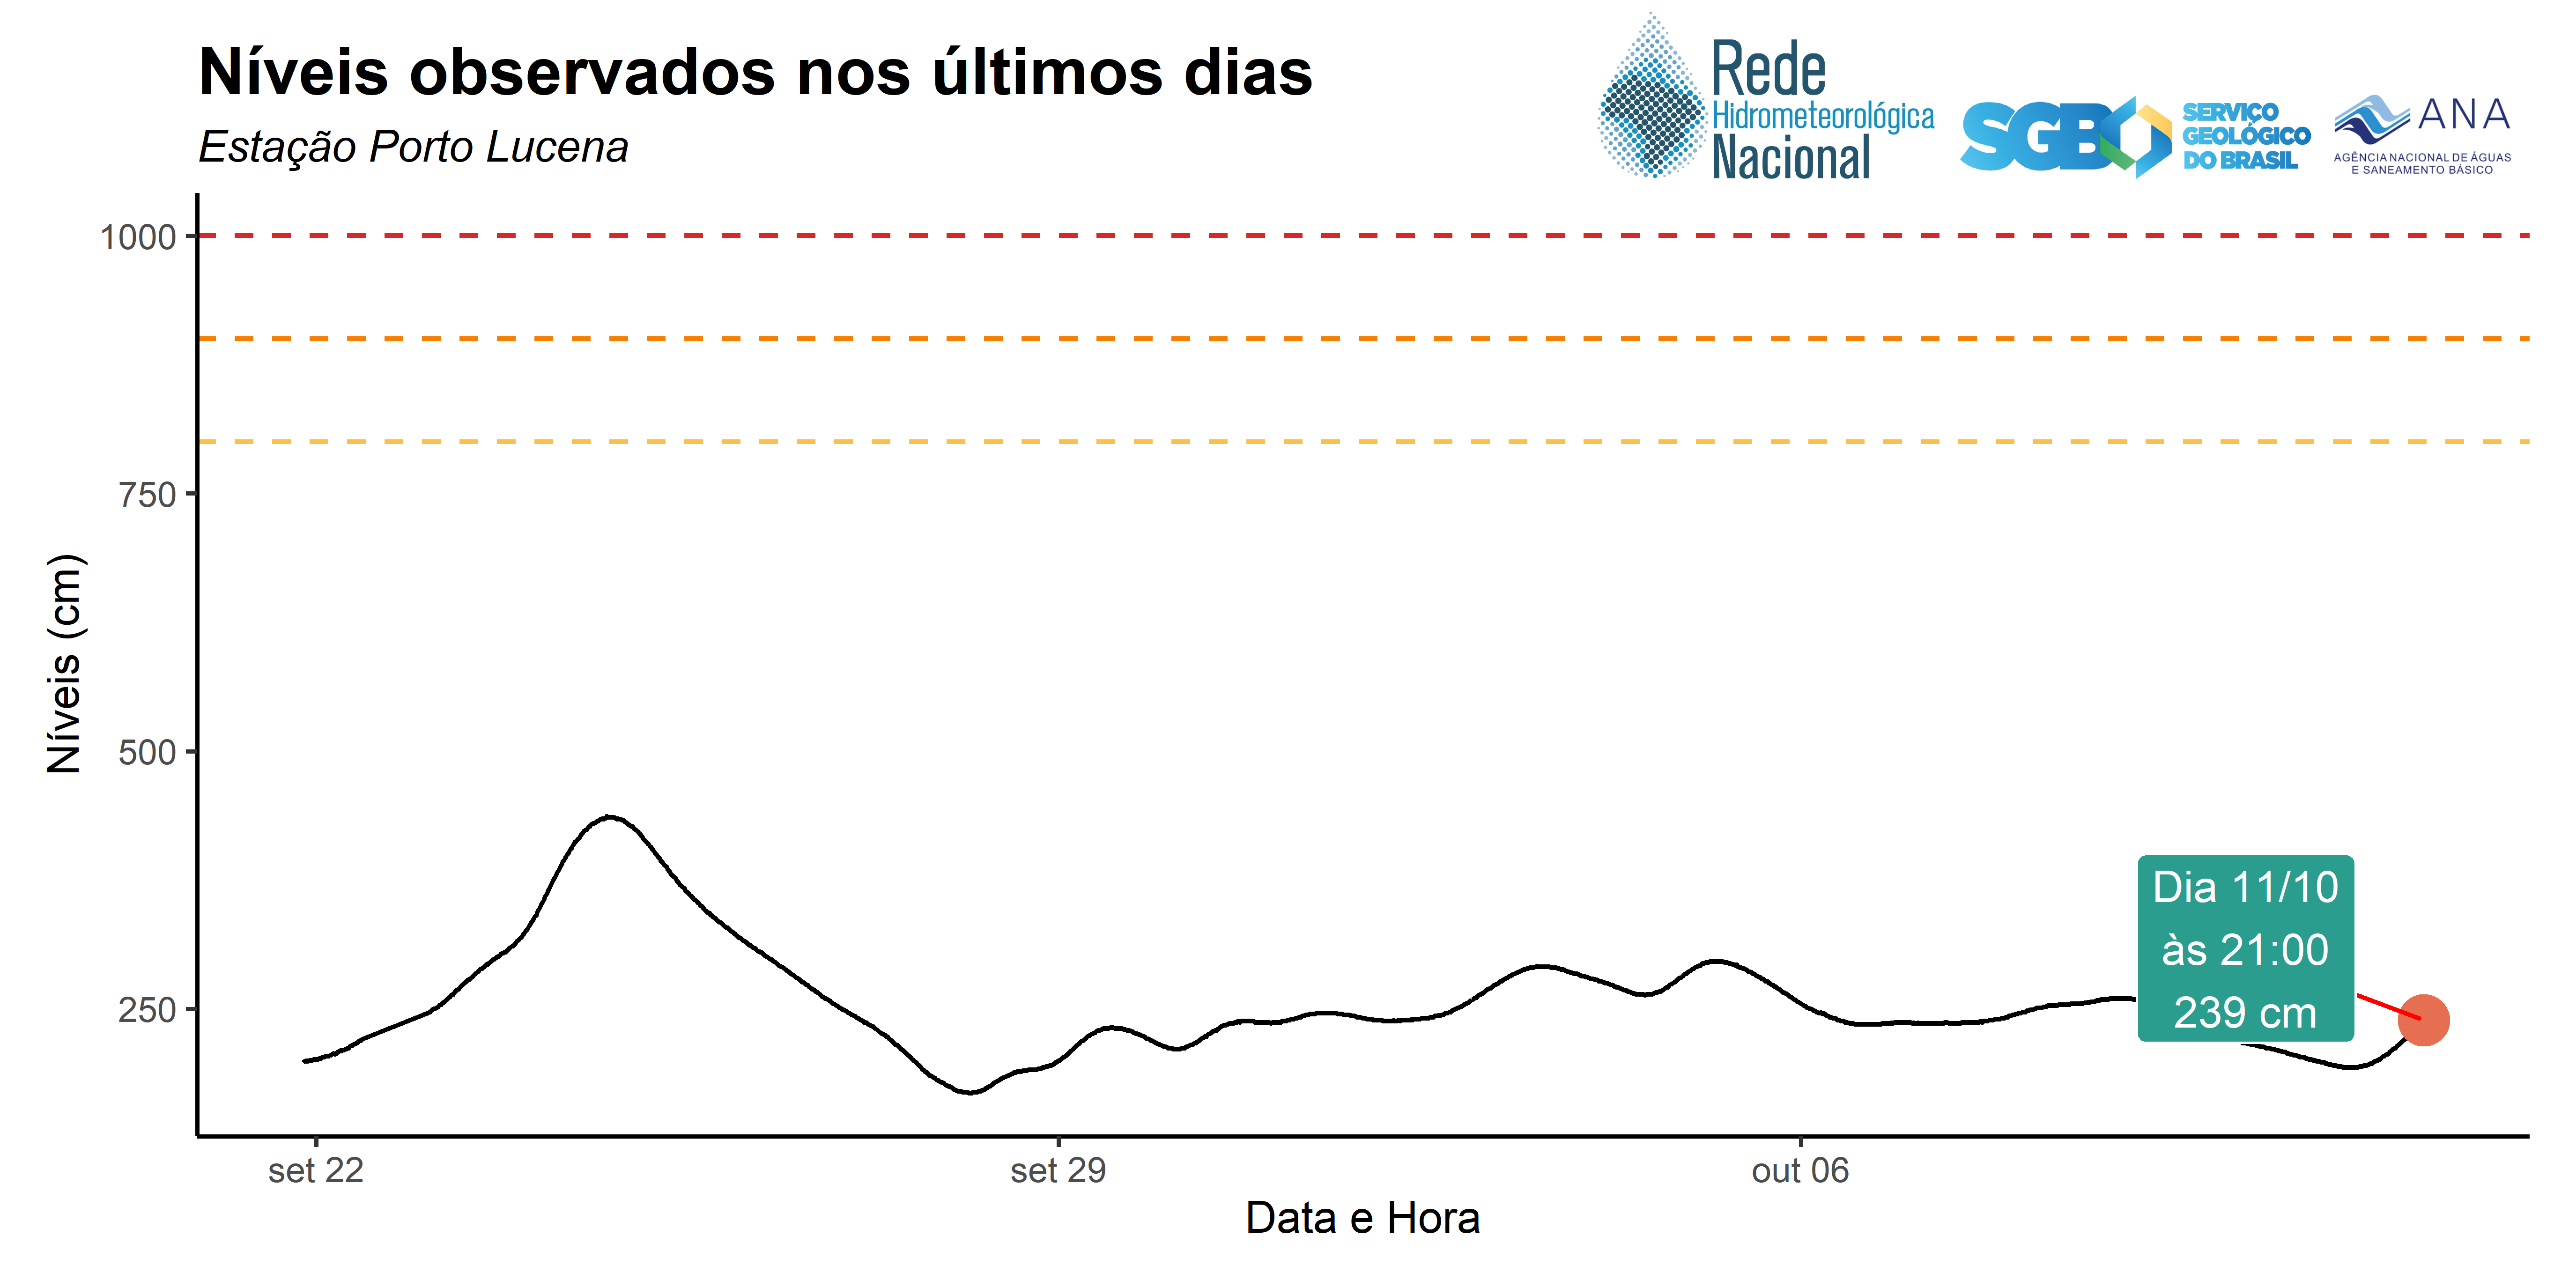 Níveis observados nos últimos dias
Estação Porto Lucena
Rede
Hidrometeorológica
Nacional
SGB
SERVIÇO
GEOLÓGICO
DO BRASIL
ANA
AGÊNCIA NACIONAL DE ÁGUAS
E SANEAMENTO BÁSICO
1000
750
500
250
Níveis (cm)
Dia 11/10
às 21:00
239 cm
set 22
set 29
out 06
Data e Hora